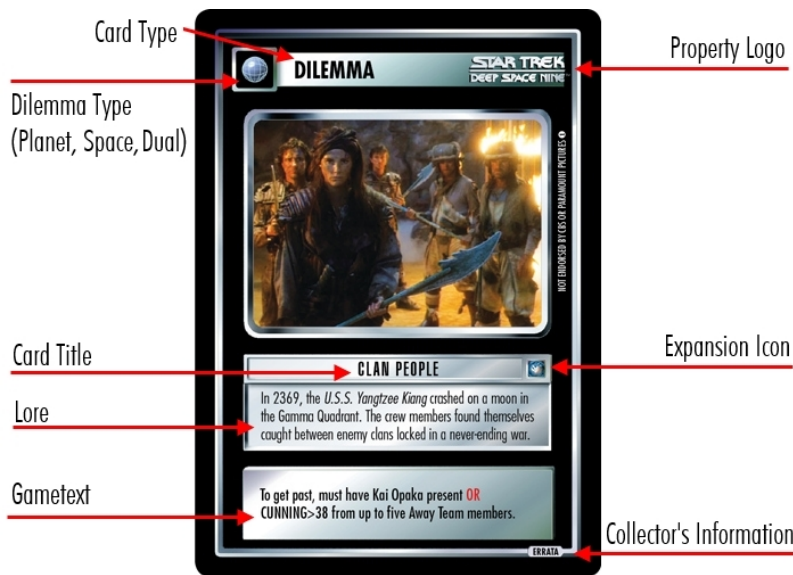 Card Type
Property Logo
DILEMMA
STAR TREK
DEEP SPACE NINE
Dilemma Type
(Planet, Space, Dual)
NOT ENDORSED BY CBS OR PARAMOUNT PICTURES
Card Title
CLAN PEOPLE
Expansion Icon
Lore
In 2369, the U.S.S. Yangtzee Kiang crashed on a moon in
the Gamma Quadrant. The crew members found themselves
caught between enemy clans locked in a never-ending war.
Gametext
To get past, must have Kai Opaka present OR
CUNNING>38 from up to five Away Team members.
Collector's Information
ERRATA